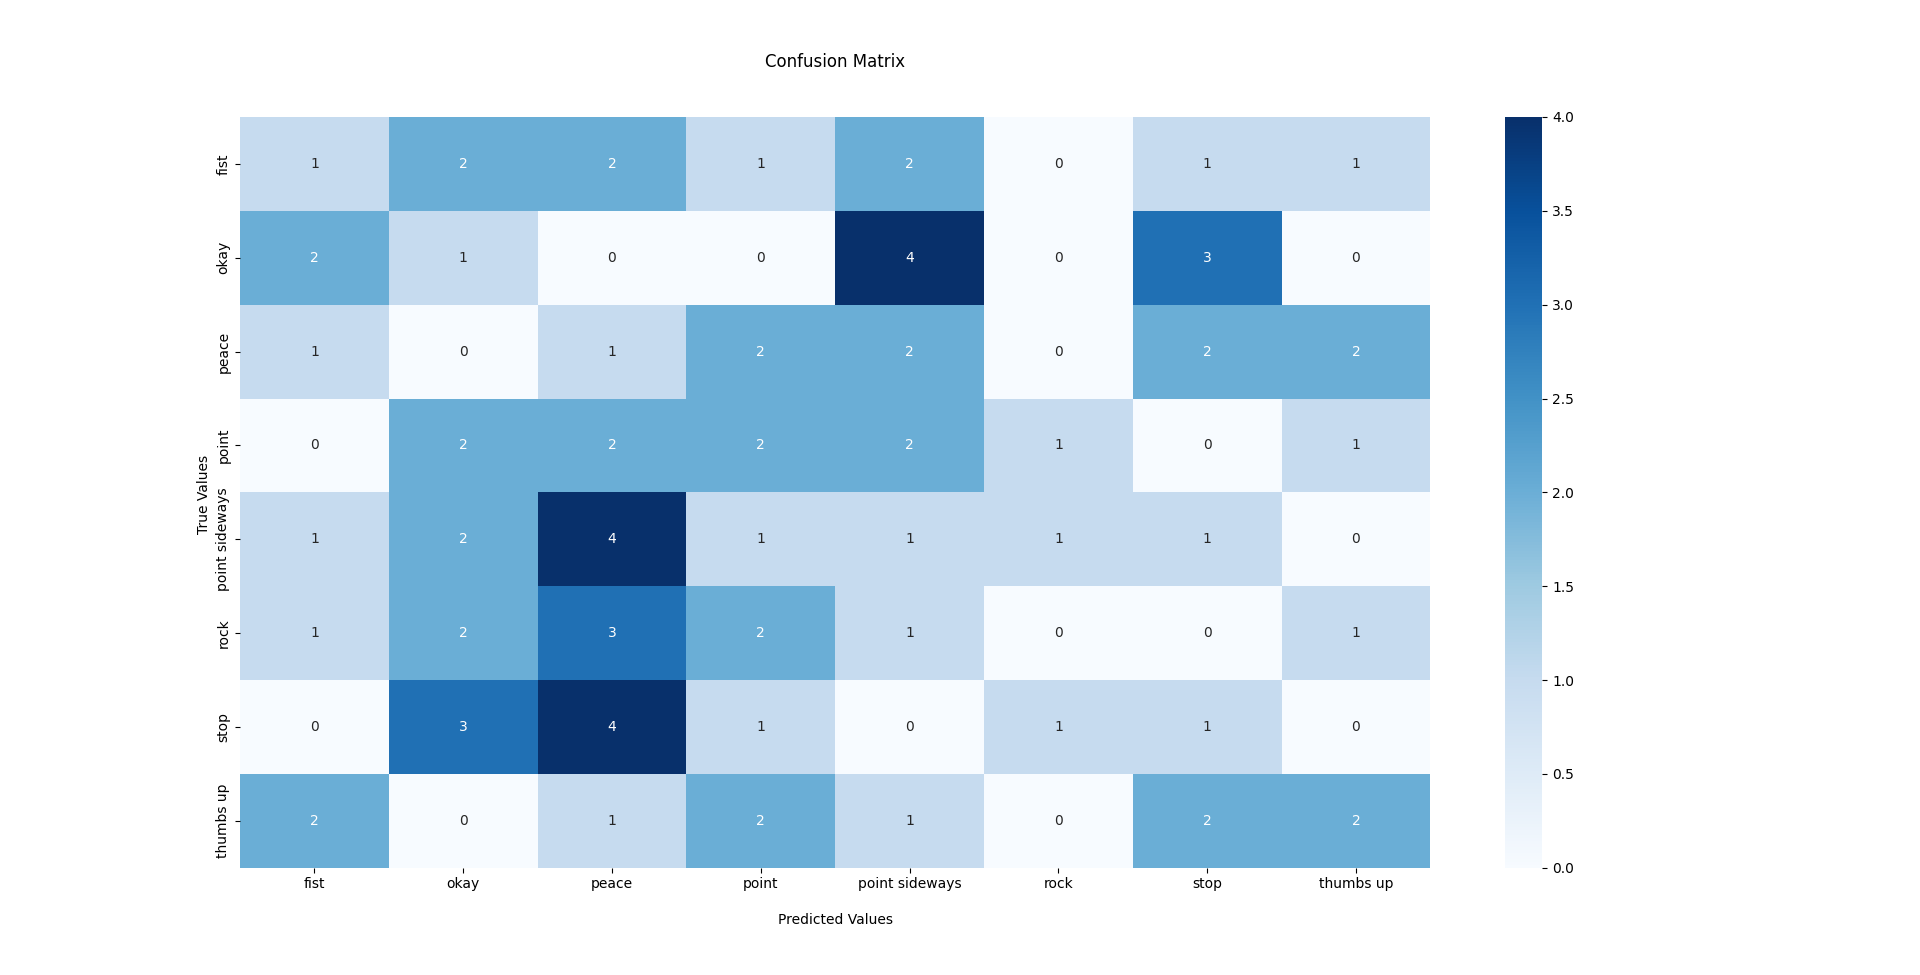 Confusion Matrix
fist 1 2 2 1 2 0 1 1
okay 2 1 0 0 4 0 3 0
peace 1 0 1 2 2 0 2 2
point 0 2 2 2 2 1 0 1
point sideways 1 2 4 1 1 1 1 0
rock 1 2 3 2 1 0 0 1
stop 0 3 4 1 0 1 1 0
thumbs up 2 0 1 2 1 0 2 2
True Values
fist okay peace point point sideways rock stop thumbs up
Predicted Values
4.0
3.5
3.0
2.5
2.0
1.5
1.0
0.5
0.0